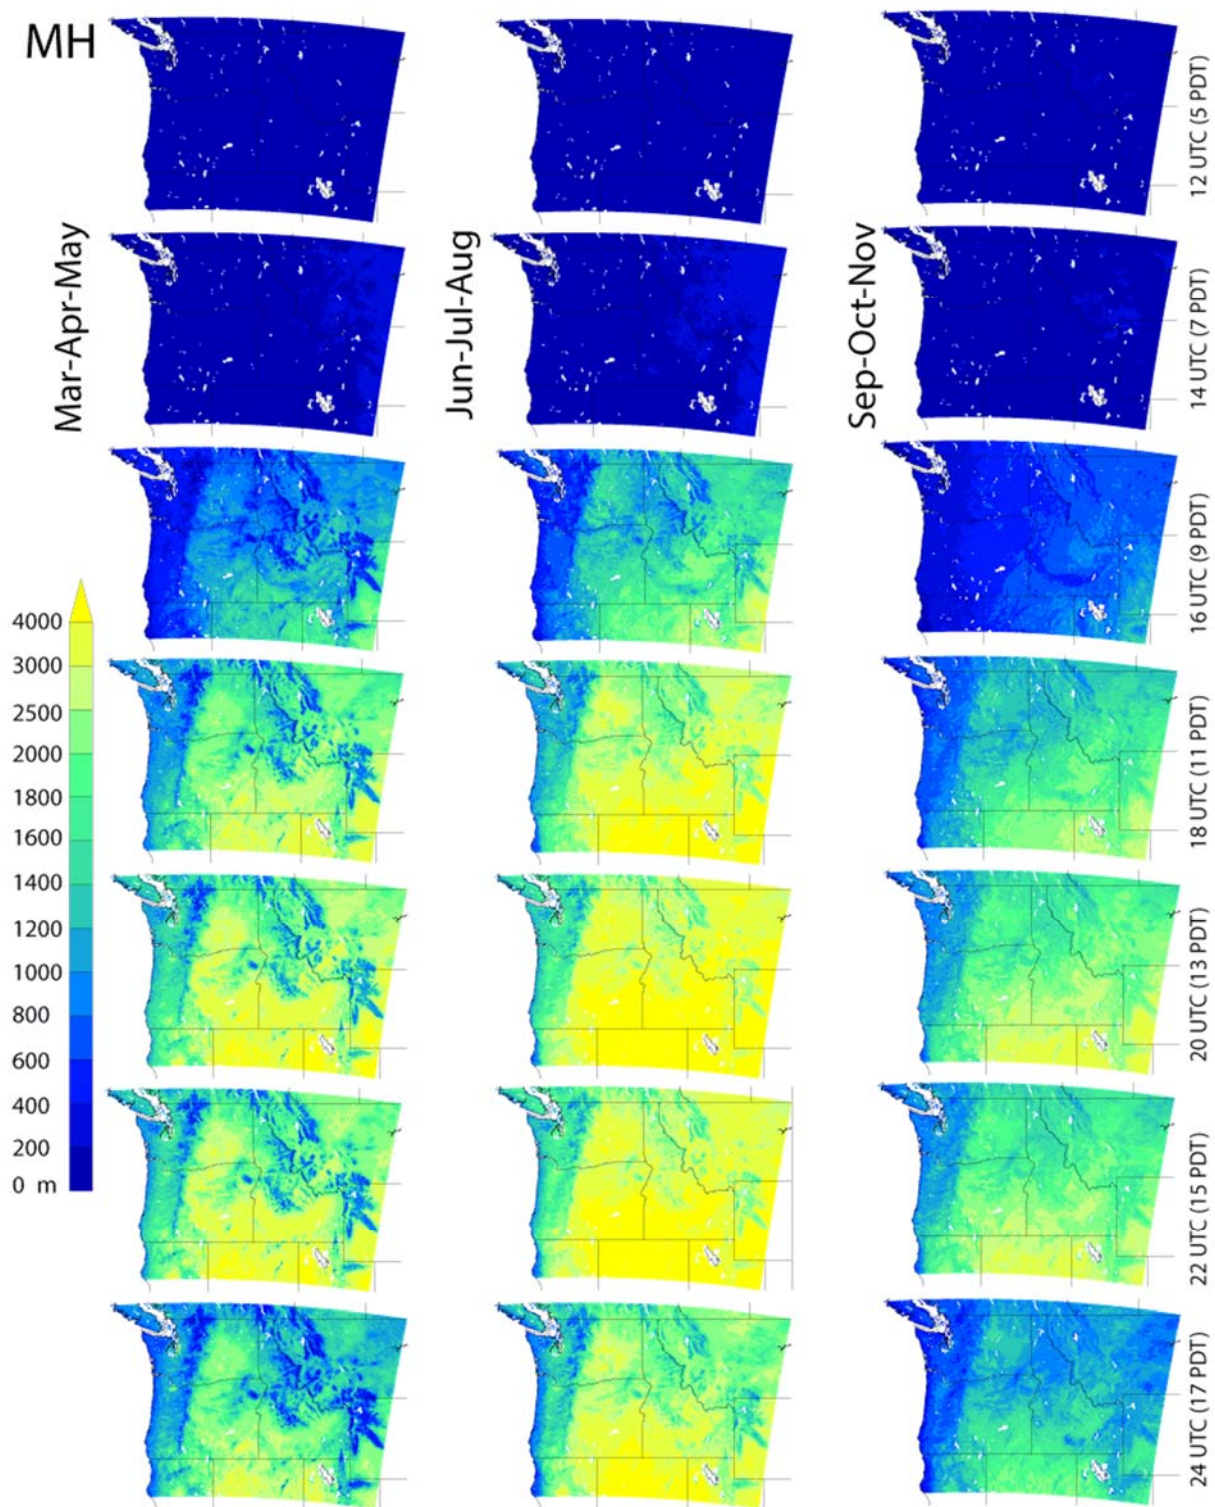 MH
Mar-Apr-May
Jun-Jul-Aug
Sep-Oct-Nov
12 UTC (5 PDT)
14 UTC (7 PDT)
16 UTC (9 PDT)
18 UTC (11 PDT)
20 UTC (13 PDT)
22 UTC (15 PDT)
24 UTC (17 PDT)
4000
3000
2500
2000
1800
1600
1400
1200
1000
800
600
400
200
0 m